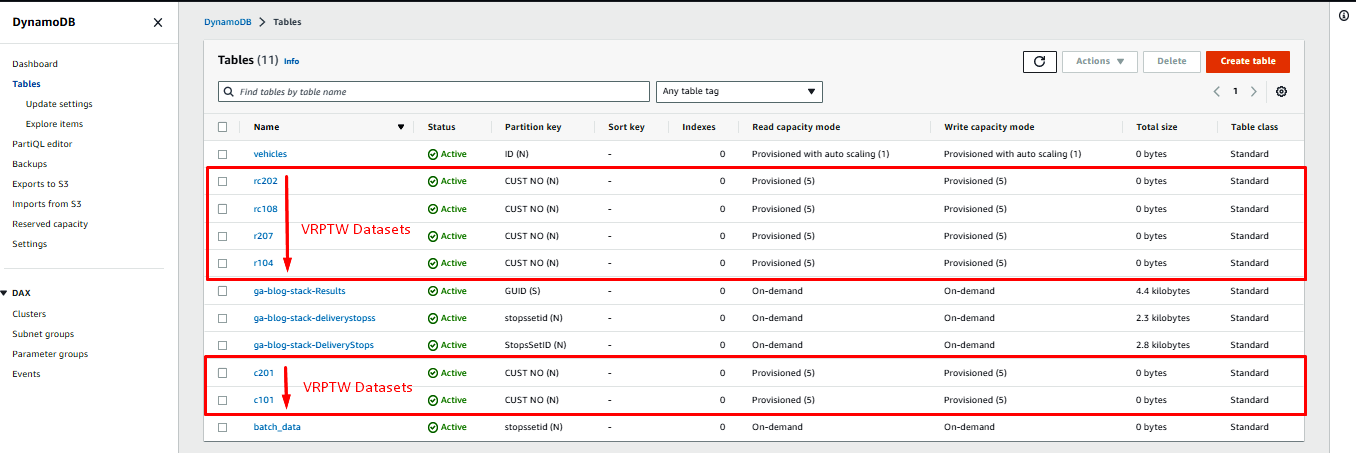 DynamoDB
Dashboard
Tables
Update settings
Explore items
PartiQL editor
Backups
Exports to S3
Imports from S3
Reserved capacity
Settings
DAX
Clusters
Subnet groups
Parameter groups
Events
DynamoDB > Tables
Tables (11) Info
Actions Delete Create table
Find tables by table name Any table tag 1
Name Status Partition key Sort key Indexes Read capacity mode Write capacity mode Total size Table class
vehicles Active ID (N) - 0 Provisioned with auto scaling (1) Provisioned with auto scaling (1) 0 bytes Standard
rc202 Active CUST NO (N) - 0 Provisioned (5) Provisioned (5) 0 bytes Standard
rc108 Active CUST NO (N) - 0 Provisioned (5) Provisioned (5) 0 bytes Standard
VRPTW Datasets
r207 Active CUST NO (N) - 0 Provisioned (5) Provisioned (5) 0 bytes Standard
r104 Active CUST NO (N) - 0 Provisioned (5) Provisioned (5) 0 bytes Standard
ga-blog-stack-Results Active GUID (S) - 0 On-demand On-demand 4.4 kilobytes Standard
ga-blog-stack-deliverystopss Active stopssetid (N) - 0 On-demand On-demand 2.3 kilobytes Standard
ga-blog-stack-DeliveryStops Active StopsSetID (N) - 0 On-demand On-demand 2.8 kilobytes Standard
c201 Active CUST NO (N) - 0 Provisioned (5) Provisioned (5) 0 bytes Standard
VRPTW Datasets
c101 Active CUST NO (N) - 0 Provisioned (5) Provisioned (5) 0 bytes Standard
batch_data Active stopssetid (N) - 0 On-demand On-demand 0 bytes Standard